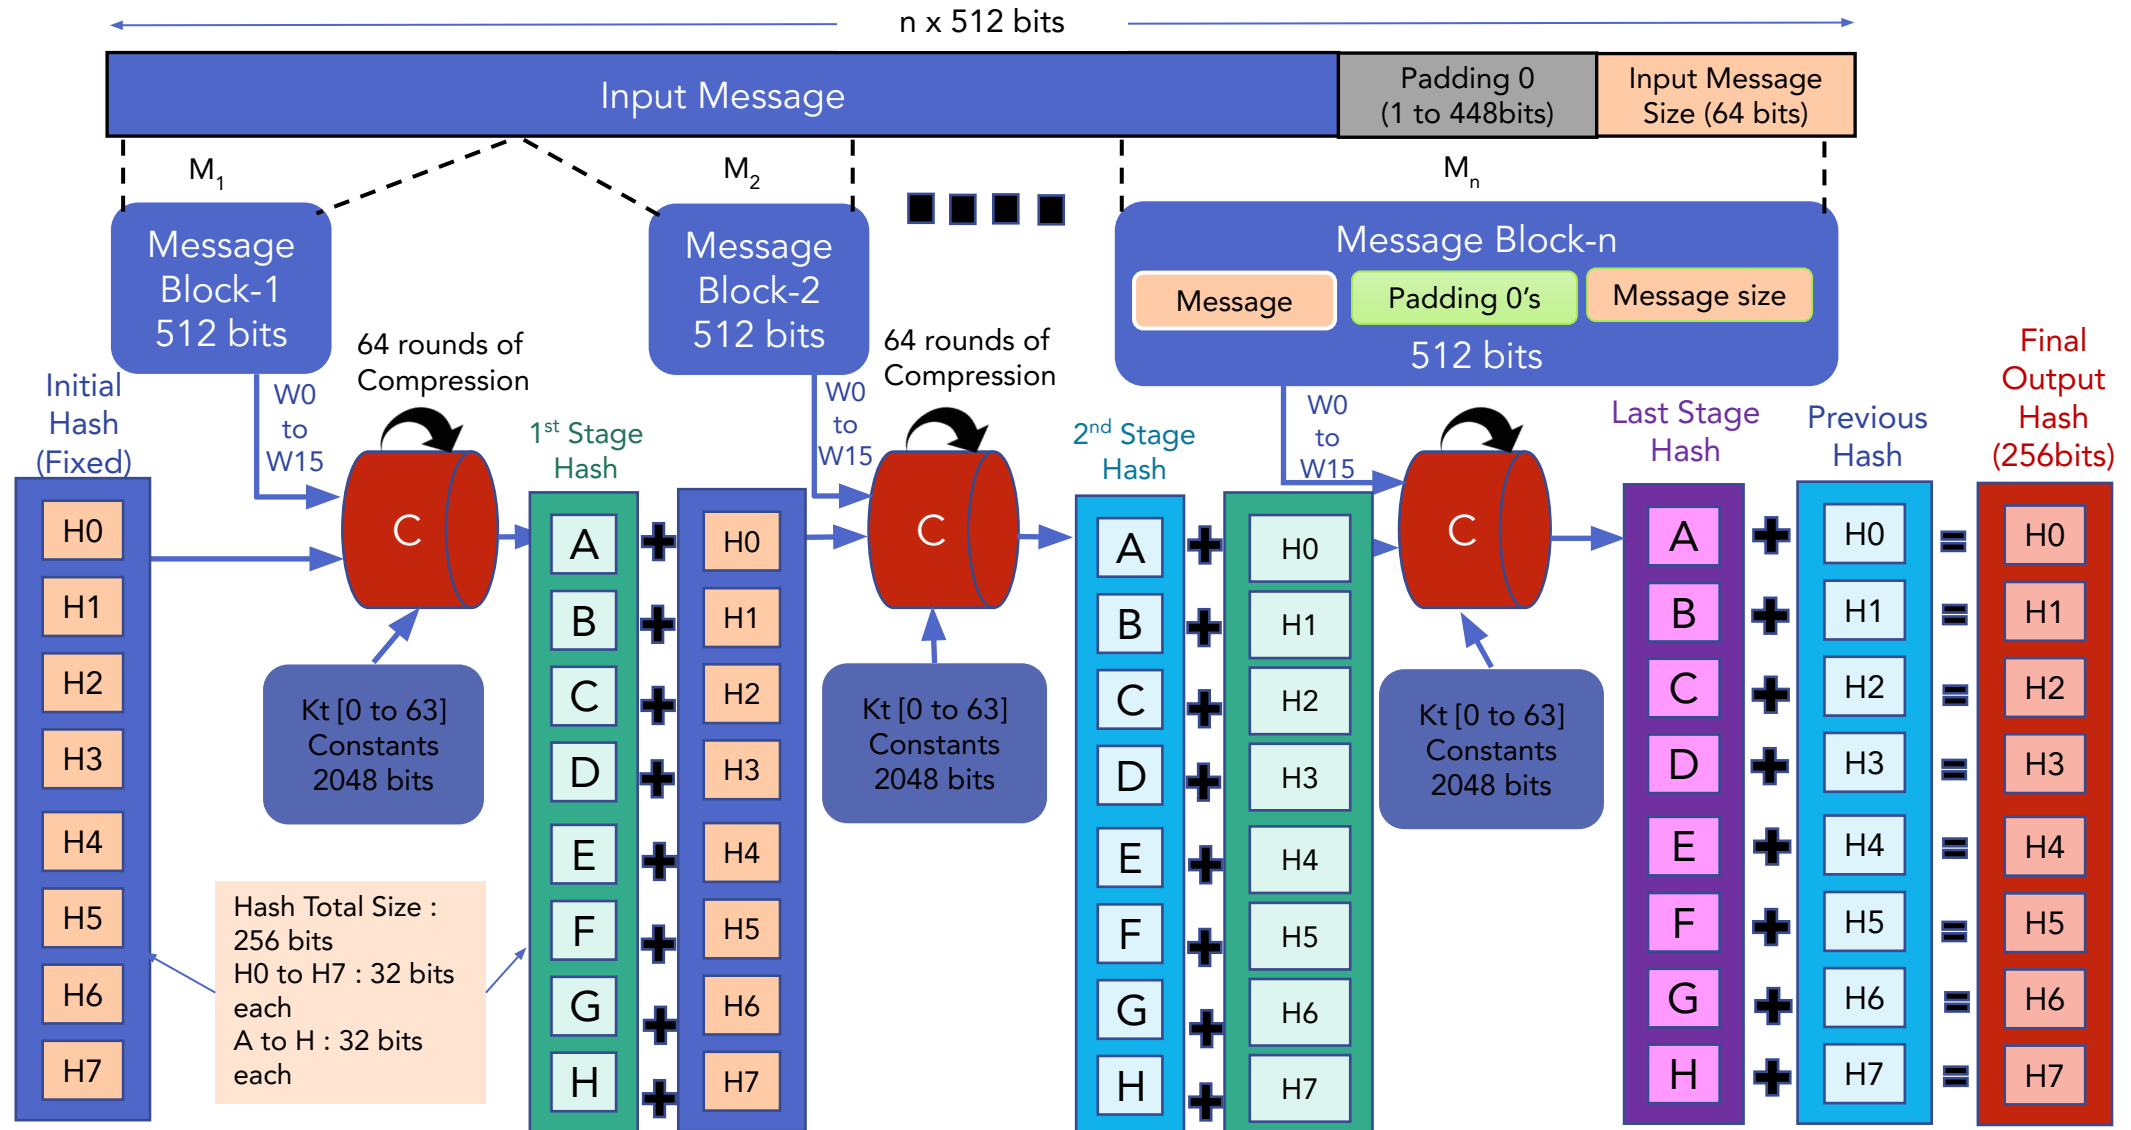 n x 512 bits
Input Message
Padding 0
(1 to 448bits)
Input Message
Size (64 bits)
M1
M2
Mn
Message
Block-1
512 bits
Message
Block-2
512 bits
Message Block-n
Message
Padding 0's
Message size
512 bits
64 rounds of
Compression
64 rounds of
Compression
Initial
Hash
(Fixed)
W0
to
W15
1st Stage
Hash
W0
to
W15
2nd Stage
Hash
W0
to
W15
Last Stage
Hash
Previous
Hash
Final
Output
Hash
(256bits)
H0
H1
H2
H3
H4
H5
H6
H7
C
Kt [0 to 63]
Constants
2048 bits
Hash Total Size :
256 bits
H0 to H7 : 32 bits
each
A to H : 32 bits
each
A + H0
B + H1
C + H2
D + H3
E + H4
F + H5
G + H6
H + H7
C
Kt [0 to 63]
Constants
2048 bits
A + H0
B + H1
C + H2
D + H3
E + H4
F + H5
G + H6
H + H7
C
Kt [0 to 63]
Constants
2048 bits
A + H0 = H0
B + H1 = H1
C + H2 = H2
D + H3 = H3
E + H4 = H4
F + H5 = H5
G + H6 = H6
H + H7 = H7